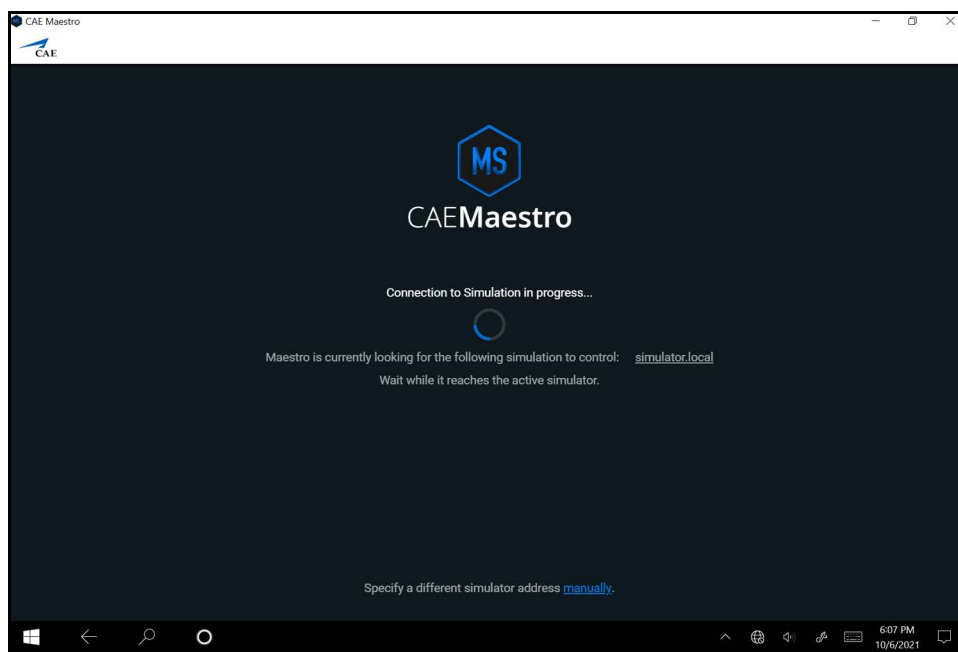 CAE Maestro
CAE
MS
CAEMaestro
Connection to Simulation in progress...
Maestro is currently looking for the following simulation to control: simulator.local
Wait while it reaches the active simulator.
Specify a different simulator address manually.
6:07 PM
10/6/2021